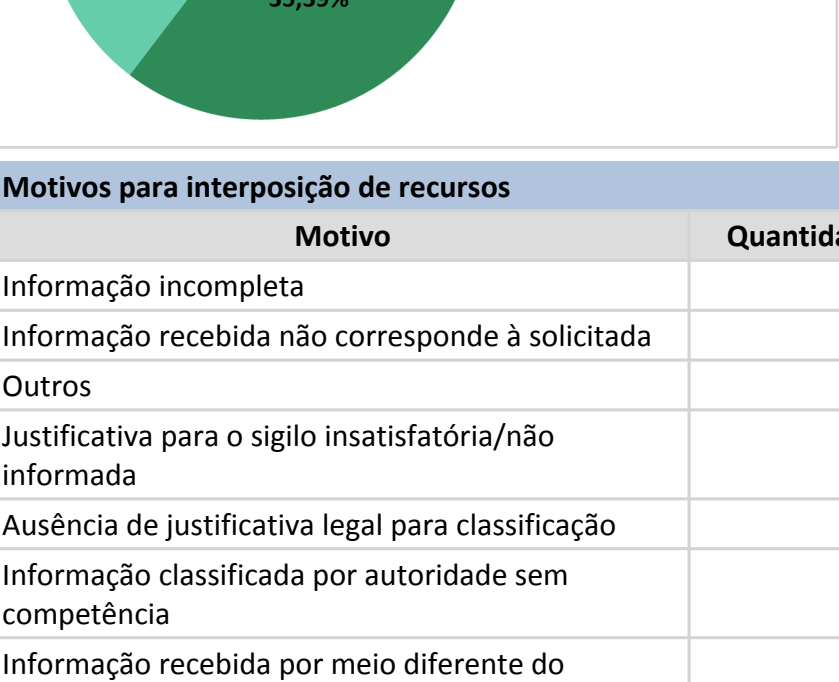 Motivos para interposição de recursos
Motivo
Informação incompleta
Informação recebida não corresponde à solicitada
Outros
Justificativa para o sigilo insatisfatória/não
informada
Ausência de justificativa legal para classificação
Informação classificada por autoridade sem
competência
Informação recebida por meio diferente do